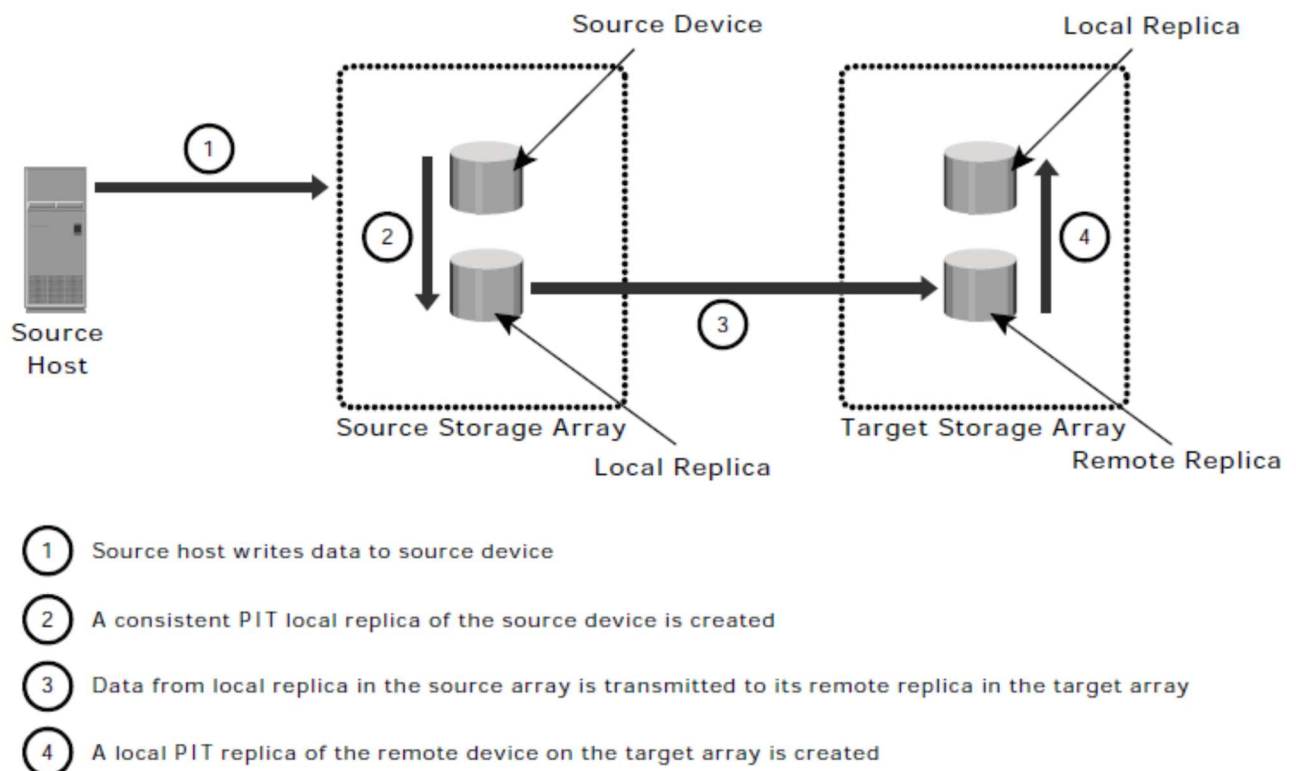 Source Device
Local Replica
1
2
4
3
Source
Host
Source Storage Array
Target Storage Array
Local Replica
Remote Replica
1 Source host writes data to source device
2 A consistent PIT local replica of the source device is created
3 Data from local replica in the source array is transmitted to its remote replica in the target array
4 A local PIT replica of the remote device on the target array is created